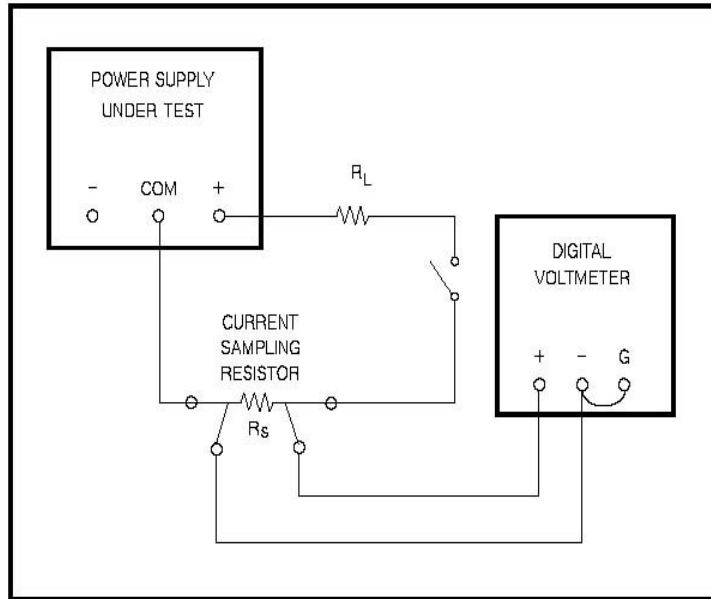 POWER SUPPLY
UNDER TEST
- COM +
RL
DIGITAL
VOLTMETER
+ - G
CURRENT
SAMPLING
RESISTOR
RS